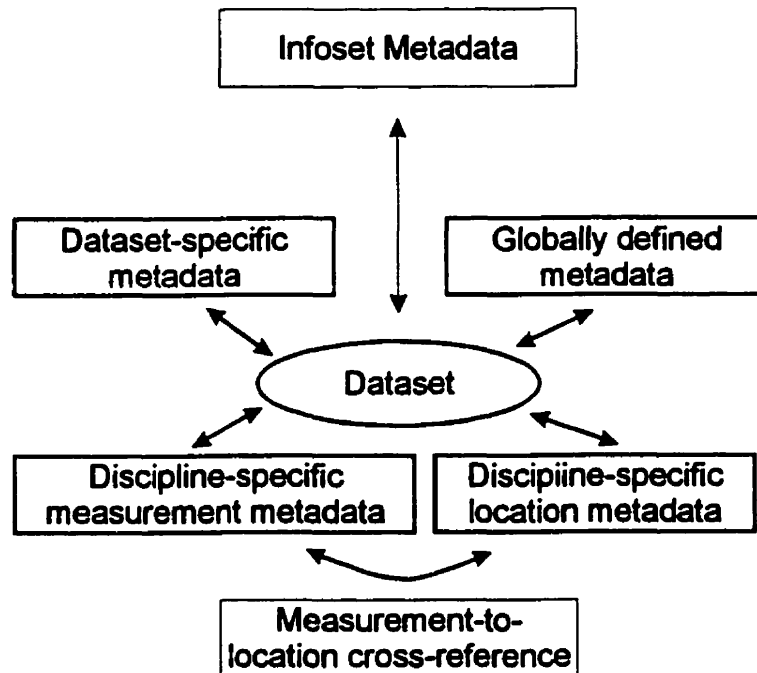 Infoset Metadata
Dataset-specific
metadata
Globally defined
metadata
Dataset
Discipline-specific
measurement metadata
Discipiine-specific
location metadata
Measurement-to-
location cross-reference